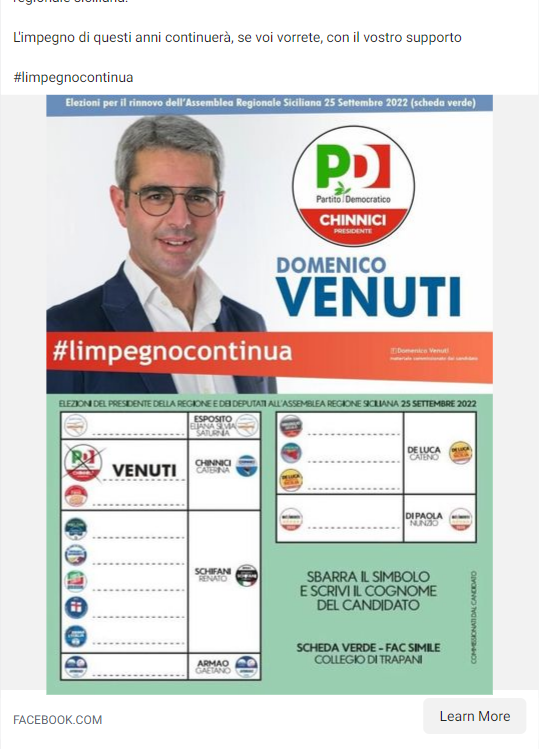 regionale siciliana.
L'impegno di questi anni continuerà, se voi vorrete, con il vostro supporto
#limpegnocontinua
Elezioni per il rinnovo dell'Assemblea Regionale Siciliana 25 Settembre 2022 (scheda verde)
PD
Partito Democratico
CHINNICI
PRESIDENTE
DOMENICO
VENUTI
#limpegnocontinua
Domenico Venuti
ELEZIONI DEL PRESIDENTE DELLA REGIONE E DEI DEPUTATI ALL'ASSEMBLEA REGIONE SICILIANA 25 SETTEMBRE 2022
ESPOSITO
ELIANA SILVIA
SATURNIA
PD
VENUTI
CHINNICI
CATERINA
SCHIFANI
RENATO
ARMAO
GAETANO
DE LUCA
CATENO
DI PAOLA
NUNZIO
SBARRA IL SIMBOLO
E SCRIVI IL COGNOME
DEL CANDIDATO
SCHEDA VERDE - FAC SIMILE
COLLEGIO DI TRAPANI
COMMISSIONATI DAL CANDIDATO
FACEBOOK.COM
Learn More